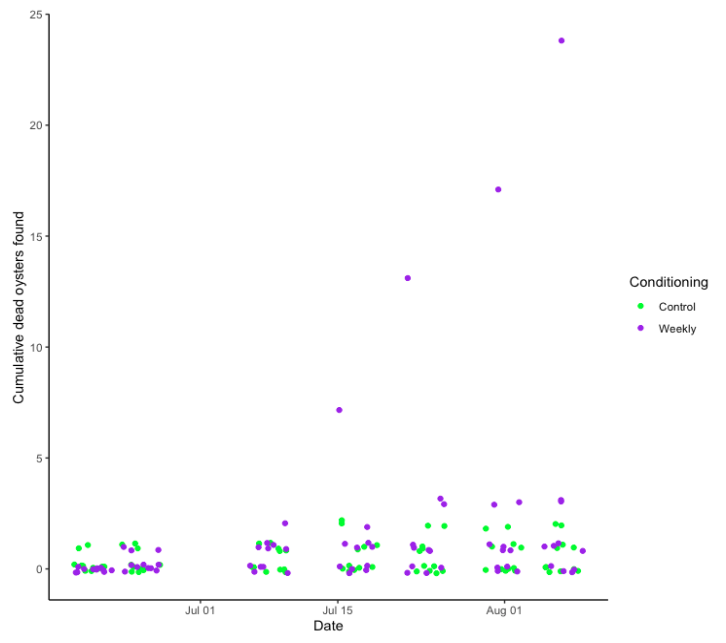 25
20
15
10
5
0
Cumulative dead oysters found
Jul 01
Jul 15
Aug 01
Date
Conditioning
Control
Weekly